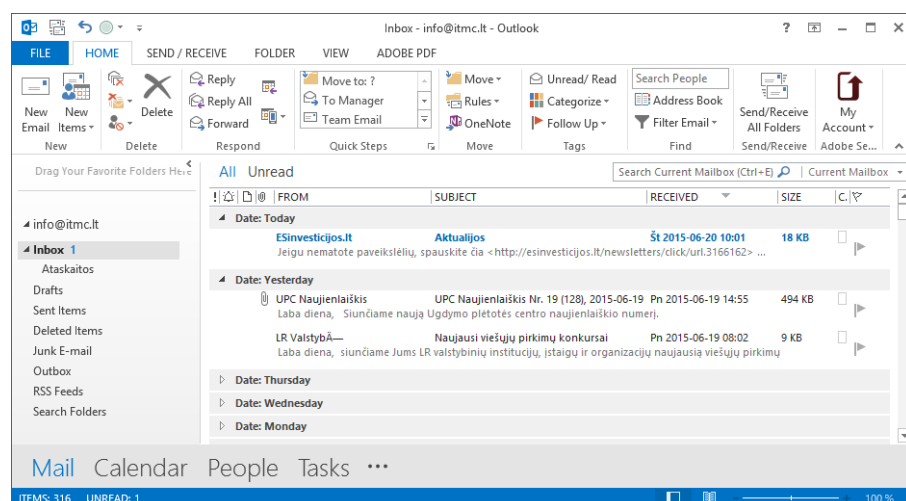 Inbox - info@itmc.lt - Outlook
FILE HOME SEND / RECEIVE FOLDER VIEW ADOBE PDF
New Email
New Items
Delete
Reply
Reply All
Forward
Move to: ?
To Manager
Team Email
Move
Rules
OneNote
Unread/ Read
Categorize
Follow Up
Search People
Address Book
Filter Email
Send/Receive All Folders
My Account
New Delete Respond Quick Steps Move Tags Find Send/Receive Adobe Se...
Drag Your Favorite Folders Here
All Unread
Search Current Mailbox (Ctrl+E) Current Mailbox
! FROM SUBJECT RECEIVED SIZE C.
info@itmc.lt
Inbox 1
Ataskaitos
Drafts
Sent Items
Deleted Items
Junk E-mail
Outbox
RSS Feeds
Search Folders
Date: Today
ESinvesticijos.lt Aktualijos Št 2015-06-20 10:01 18 KB
Jeigu nematote paveikslėlių, spauskite čia <http://esinvesticijos.lt/newsletters/click/url.3166162> ...
Date: Yesterday
UPC Naujienlaiškis UPC Naujienlaiškis Nr. 19 (128), 2015-06-19 Pn 2015-06-19 14:55 494 KB
Laba diena, Siunčiame naują Ugdymo plėtotės centro naujienlaiškio numerį.
LR ValstybÄ— Naujausi viešųjų pirkimų konkursai Pn 2015-06-19 08:02 9 KB
Laba diena, siunčiame Jums LR valstybinių institucijų, įstaigų ir organizacijų naujausią viešųjų pirkimų
Date: Thursday
Date: Wednesday
Date: Monday
Mail Calendar People Tasks •••
ITEMS: 316 UNREAD: 1 100 %